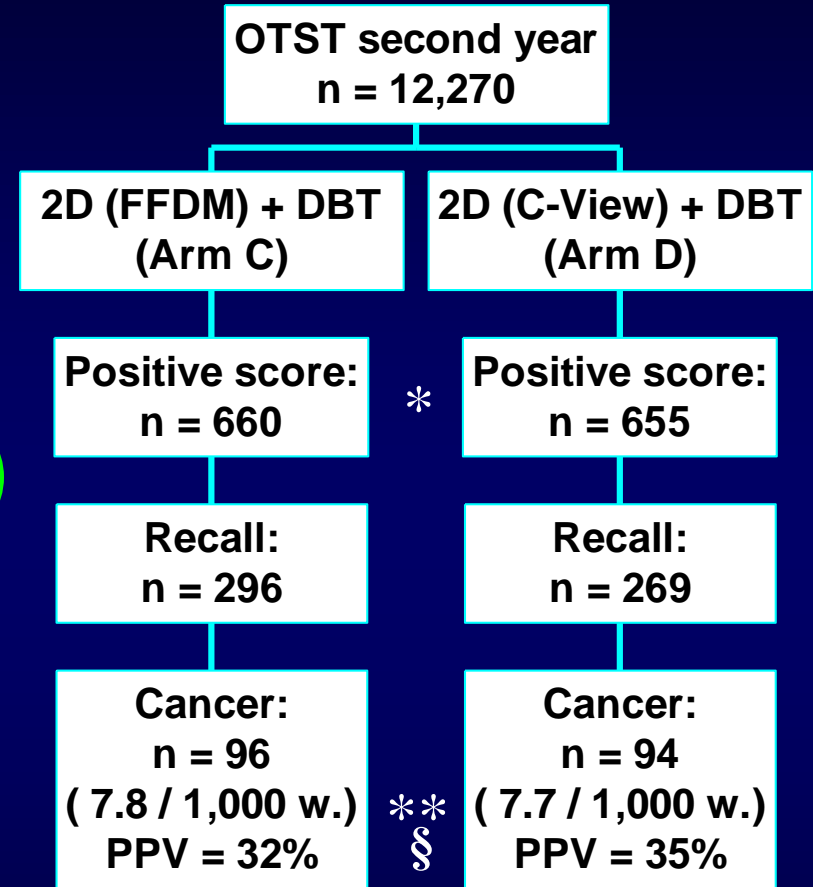 OTST second year
n = 12,270
2D (FFDM) + DBT
(Arm C)
2D (C-View) + DBT
(Arm D)
Positive score:
n = 660
*
Positive score:
n = 655
Recall:
n = 296
Recall:
n = 269
Cancer:
n = 96
( 7.8 / 1,000 w.)
PPV = 32%
**
§
Cancer:
n = 94
( 7.7 / 1,000 w.)
PPV = 35%